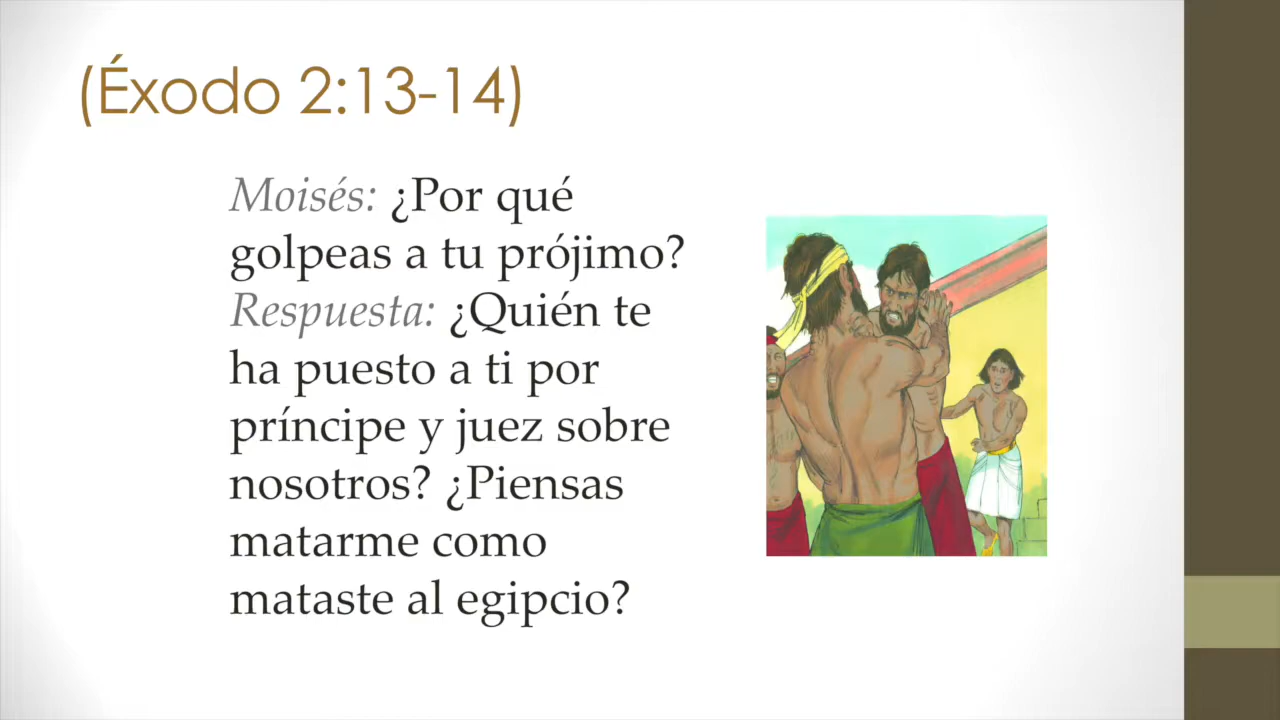 (Éxodo 2:13-14)
Moisés: ¿Por qué
golpeas a tu prójimo?
Respuesta: ¿Quién te
ha puesto a ti por
príncipe y juez sobre
nosotros? ¿Piensas
matarme como
mataste al egipcio?